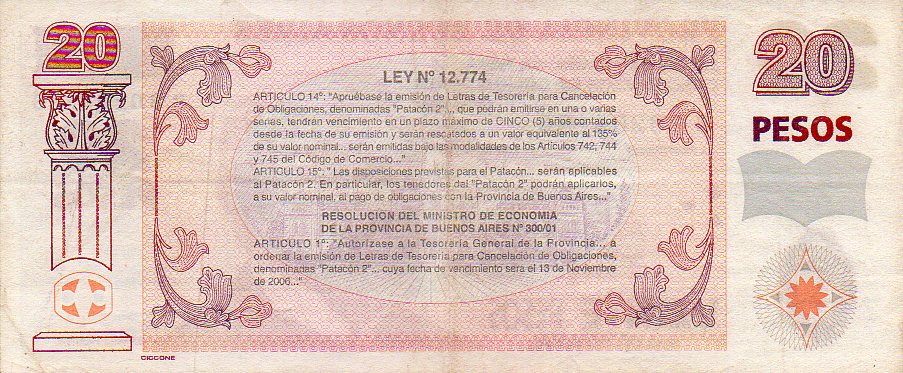 20
20
PESOS
LEY Nº 12.774
ARTICULO 14º: "Apruébase la emisión de Letras de Tesorería para Cancelación
de Obligaciones, denominadas "Patacón 2"... que podrán emitirse en una o varias
series, tendrán vencimiento en un plazo máximo de CINCO (5) años contados
desde la fecha de su emisión y serán rescatados a un valor equivalente al 135%
de su valor nominal... serán emitidas bajo las modalidades de los Artículos 742, 744
y 745 del Código de Comercio..."
ARTICULO 15º: " Las disposiciones previstas para el Patacón... serán aplicables
al Patacón 2. En particular, los tenedores del "Patacón 2" podrán aplicarlos,
a su valor nominal, al pago de obligaciones con la Provincia de Buenos Aires..."
RESOLUCIÓN DEL MINISTRO DE ECONOMIA
DE LA PROVINCIA DE BUENOS AIRES Nº 300/01
ARTICULO 1º: "Autorízase a la Tesorería General de la Provincia... a
ordenar la emisión de Letras de Tesorería para Cancelación de Obligaciones,
denominadas "Patacón 2"... cuya fecha de vencimiento será el 13 de Noviembre
de 2006..."
CICCONE